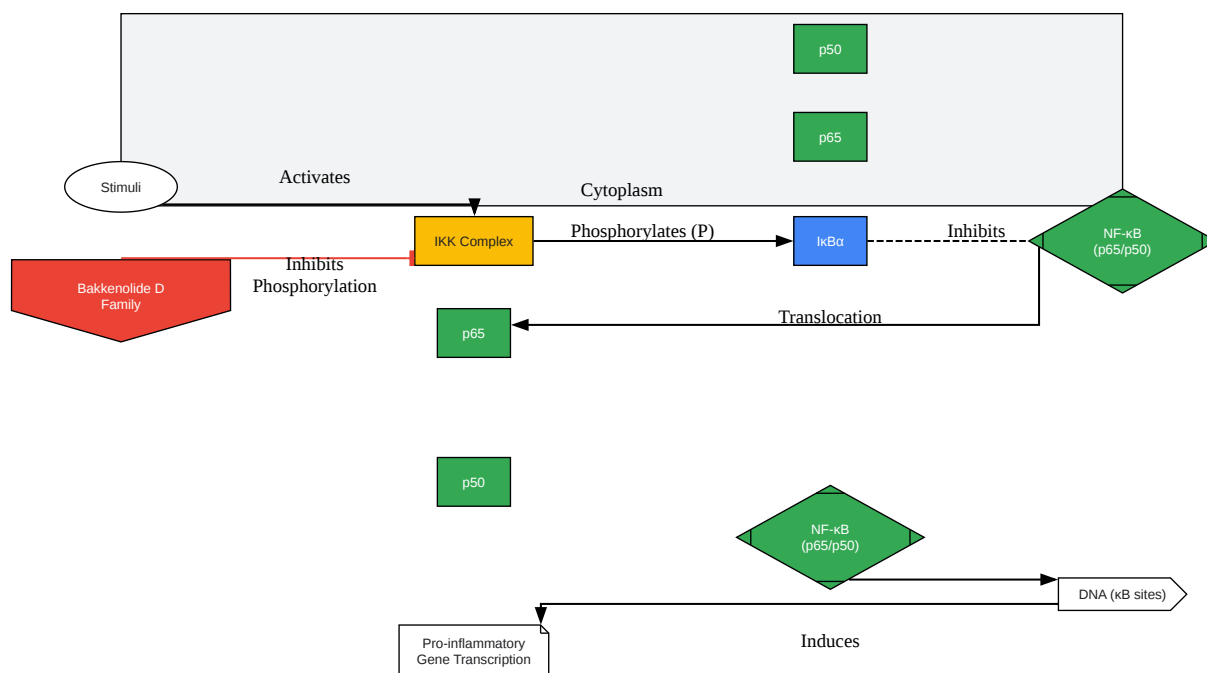 p50
p65
Stimuli
Activates
Cytoplasm
IKK Complex
Phosphorylates (P)
IκBα
Inhibits
NF-κB
(p65/p50)
Inhibits
Phosphorylation
Bakkenolide D
Family
p65
Translocation
p50
NF-κB
(p65/p50)
DNA (κB sites)
Pro-inflammatory
Gene Transcription
Induces